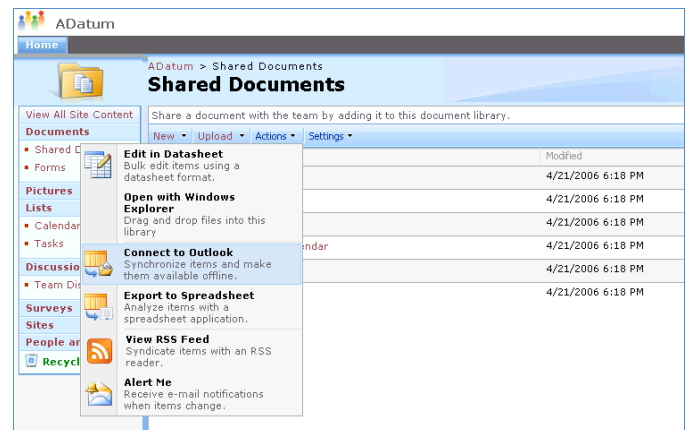 ADatum
Home
ADatum > Shared Documents
Shared Documents
View All Site Content
Share a document with the team by adding it to this document library.
Documents
New Upload Actions Settings
Shared D
Forms
Pictures
Lists
Calendar
Tasks
Discussio
Team Dis
Surveys
Sites
People an
Recycl
Edit in Datasheet
Bulk edit items using a
datasheet format.
Open with Windows
Explorer
Drag and drop files into this
library
Connect to Outlook
Synchronize items and make
them available offline.
Export to Spreadsheet
Analyze items with a
spreadsheet application.
View RSS Feed
Syndicate items with an RSS
reader.
Alert Me
Receive e-mail notifications
when items change.
Modified
4/21/2006 6:18 PM
4/21/2006 6:18 PM
4/21/2006 6:18 PM
ndar 4/21/2006 6:18 PM
4/21/2006 6:18 PM
4/21/2006 6:18 PM